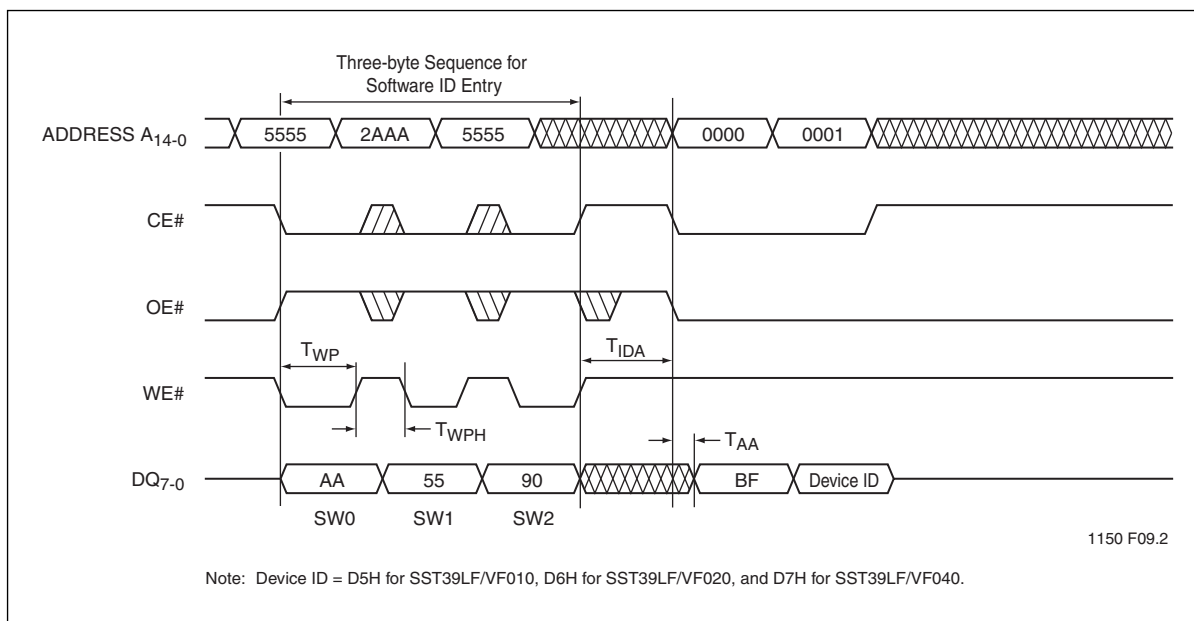 Three-byte Sequence for
Software ID Entry
ADDRESS A14-0
5555 2AAA 5555 0000 0001
CE#
OE#
TWP
TIDA
WE#
TWPH
TAA
DQ7-0
AA 55 90 BF Device ID
SW0 SW1 SW2
1150 F09.2
Note: Device ID = D5H for SST39LF/VF010, D6H for SST39LF/VF020, and D7H for SST39LF/VF040.